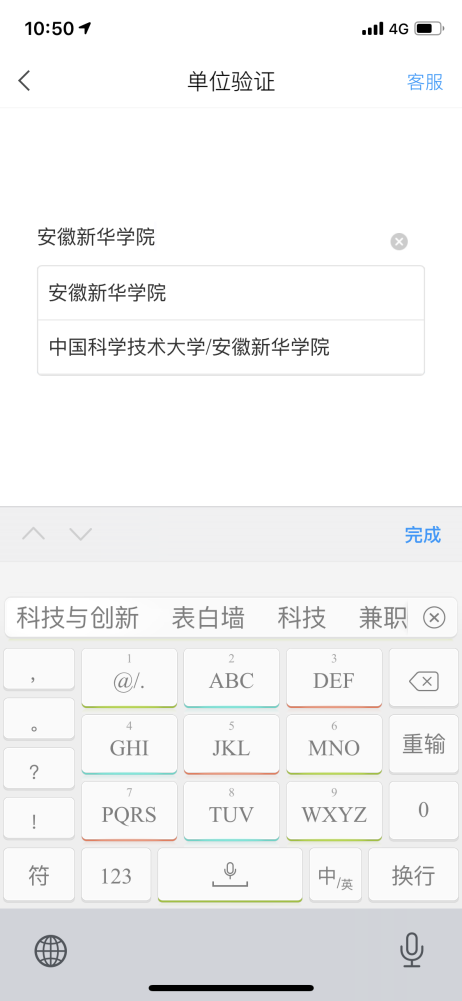 10:50 4G
单位验证 客服
安徽新华学院
安徽新华学院
中国科学技术大学/安徽新华学院
完成
科技与创新 表白墙 科技 兼职
， 1 @/. 2 ABC 3 DEF
。 4 GHI 5 JKL 6 MNO 重输
? 7 PQRS 8 TUV 9 WXYZ 0
!
符 123 中/英 换行